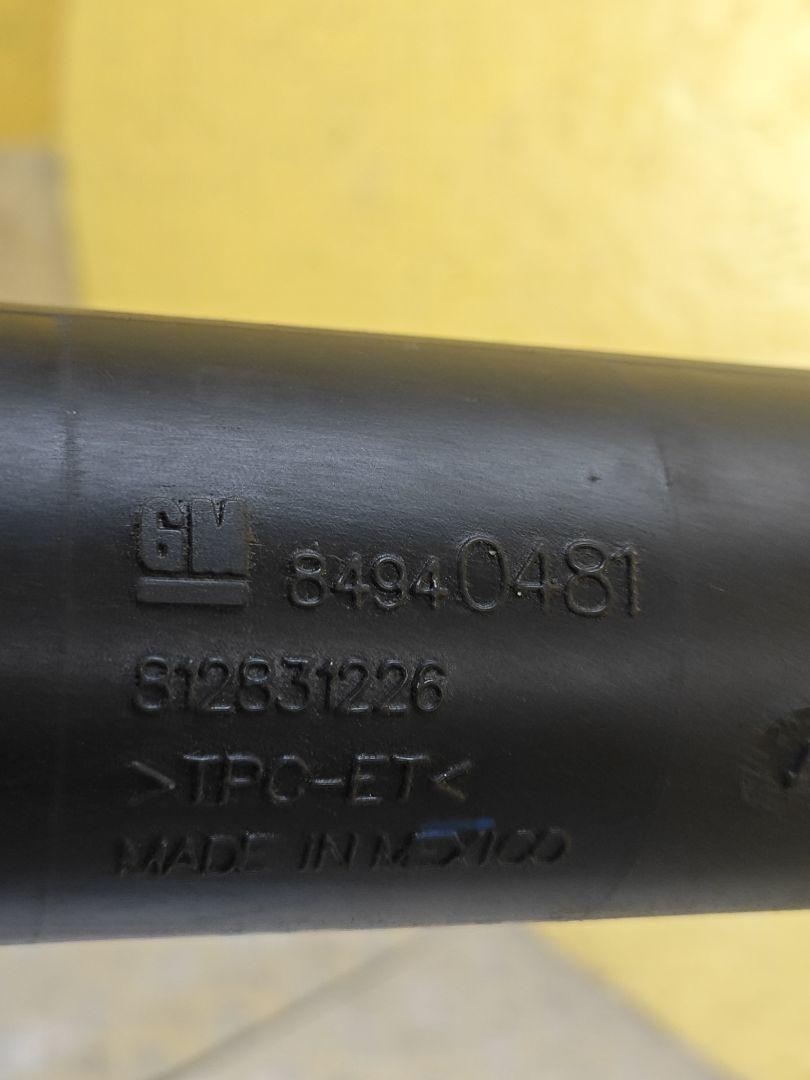 GM 84940481
812831226
>TPC-ET<
MADE IN MEXICO